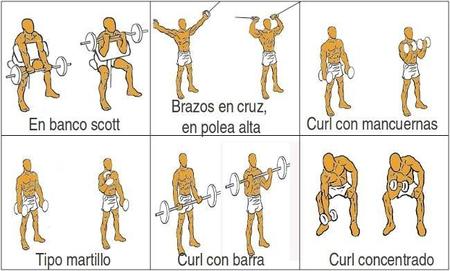 En banco scott
Brazos en cruz,
en polea alta
Curl con mancuernas
Tipo martillo
Curl con barra
Curl concentrado